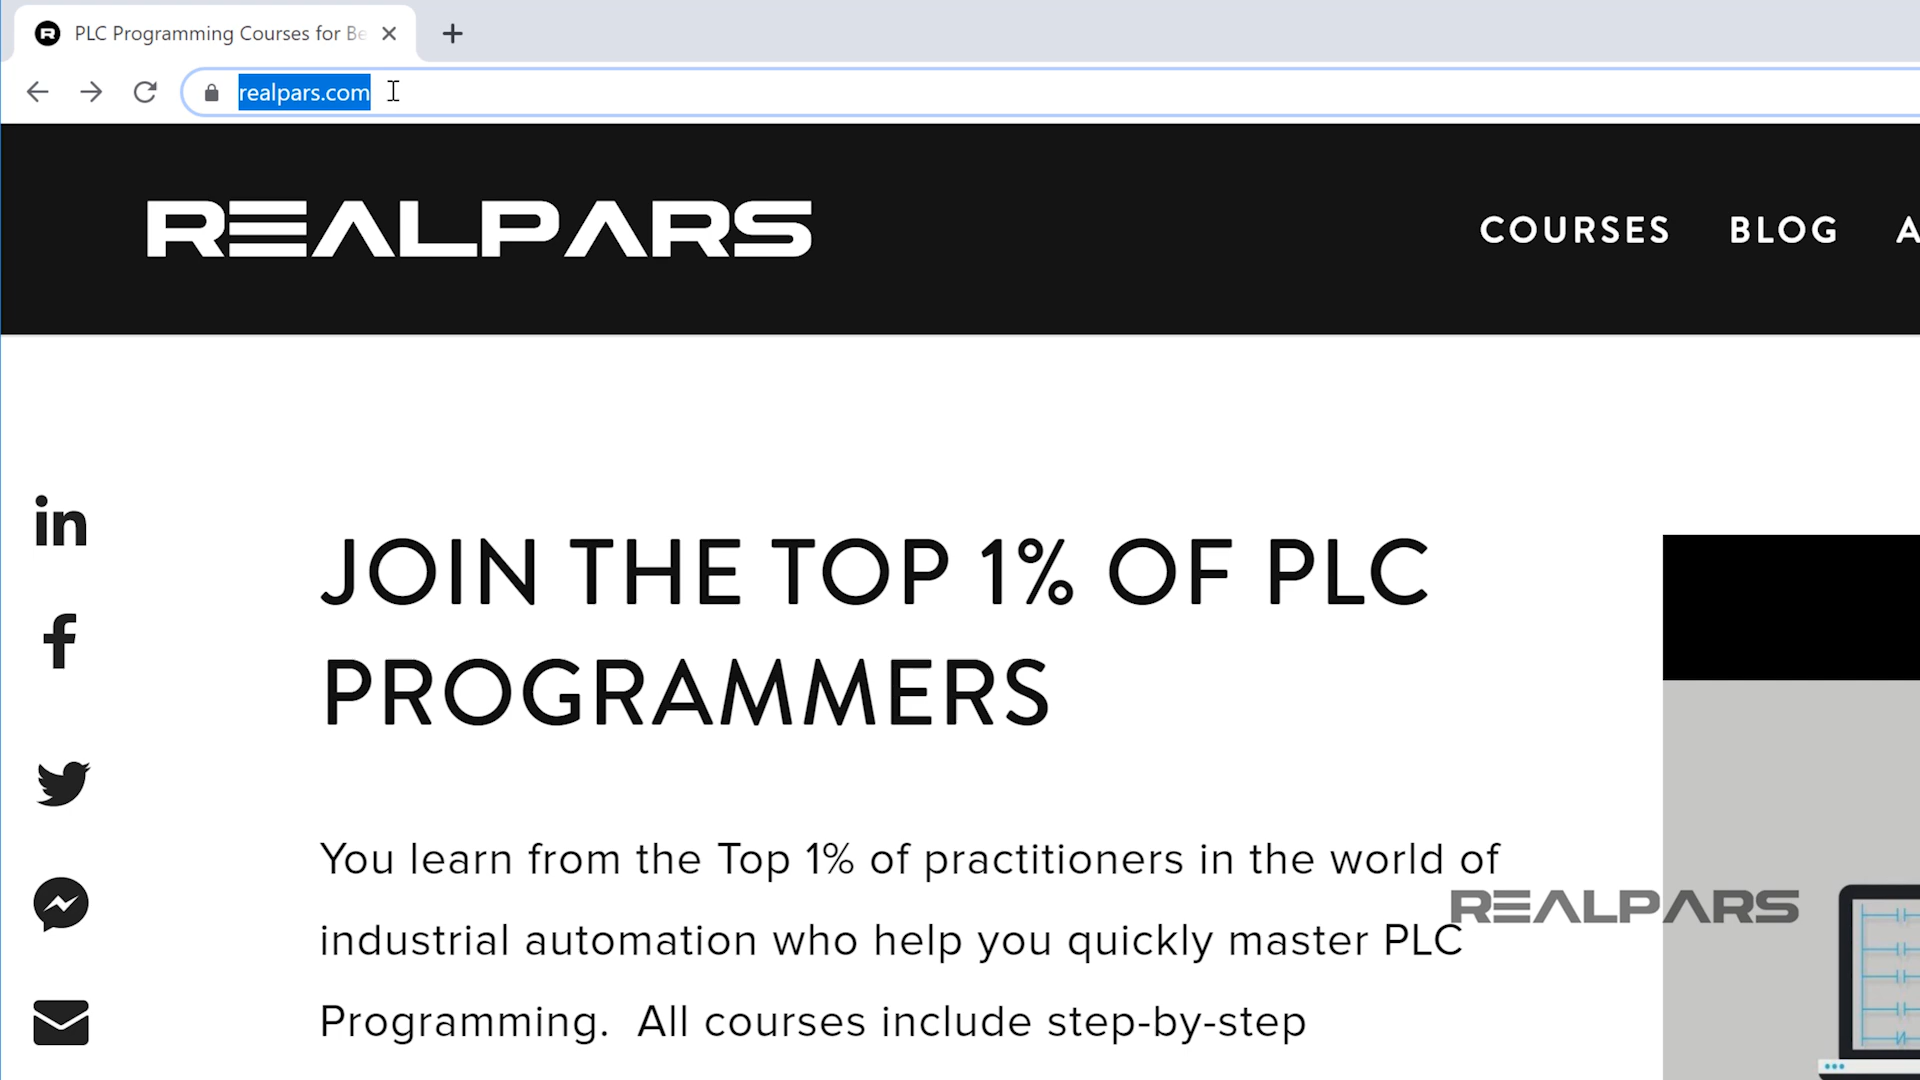 PLC Programming Courses for Be
realpars.com
REALPARS
COURSES BLOG A
in
JOIN THE TOP 1% OF PLC
PROGRAMMERS
You learn from the Top 1% of practitioners in the world of
industrial automation who help you quickly master PLC
Programming. All courses include step-by-step
REALPARS